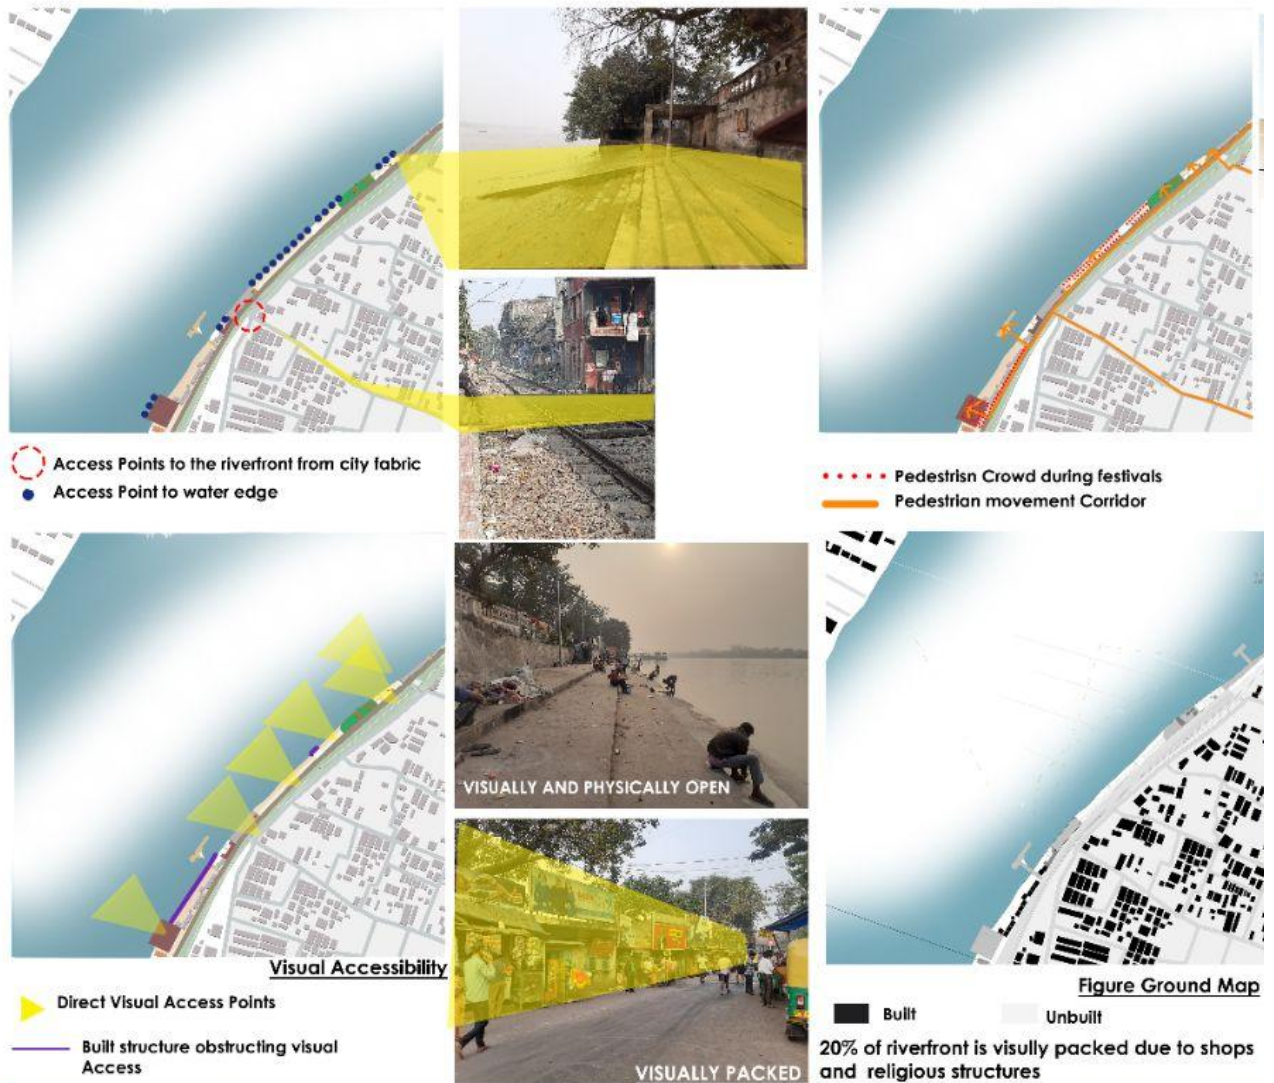 Access Points to the riverfront from city fabric
Access Point to water edge
Pedestrisn Crowd during festivals
Pedestrian movement Corridor
VISUALLY AND PHYSICALLY OPEN
Visual Accessibility
Direct Visual Access Points
Built structure obstructing visual
Access
VISUALLY PACKED
Figure Ground Map
Built
Unbuilt
20% of riverfront is visully packed due to shops
and religious structures